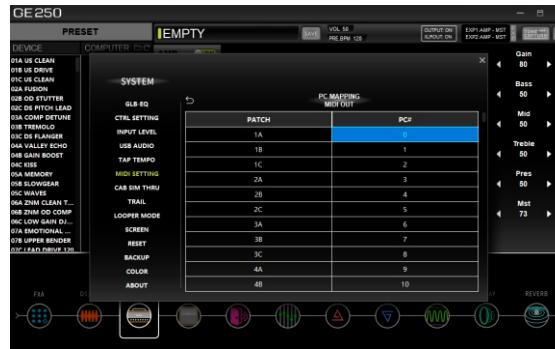 GE250
PRESET
EMPTY
SAVE
VOL 50
PRE.BPM 120
OUTPUT: ON
EXP1:AMP - MST
EXP2:AMP - MST
DEVICE
COMPUTER
01A US CLEAN
01B US DRIVE
01C US CLEAN
02A FUSION
02B OD STUTTER
02C DS PITCH LEAD
03A COMP DETUNE
03B TREMOLO
03C DS FLANGER
04A VALLEY ECHO
04B GAIN BOOST
04C KISS
05A MEMORY
05B SLOWGEAR
05C WAVES
06A ZNM CLEAN T...
06B ZNM OD COMP
06C LOW GAIN DJ...
07A EMOTIONAL ...
07B UPPER BENDER
07C LEAD DRIVE 120
SYSTEM
GLB-EQ
CTRL SETTING
INPUT LEVEL
USB AUDIO
TAP TEMPO
MIDI SETTING
CAB SIM THRU
TRAIL
LOOPER MODE
SCREEN
RESET
BACKUP
COLOR
ABOUT
PC MAPPING
MIDI OUT
PATCH PC#
1A 0
1B 1
1C 2
2A 3
2B 4
2C 5
3A 6
3B 7
3C 8
4A 9
4B 10
Gain
80
Bass
50
Mid
50
Treble
50
Pres
50
Mst
73
FXA
REVERB